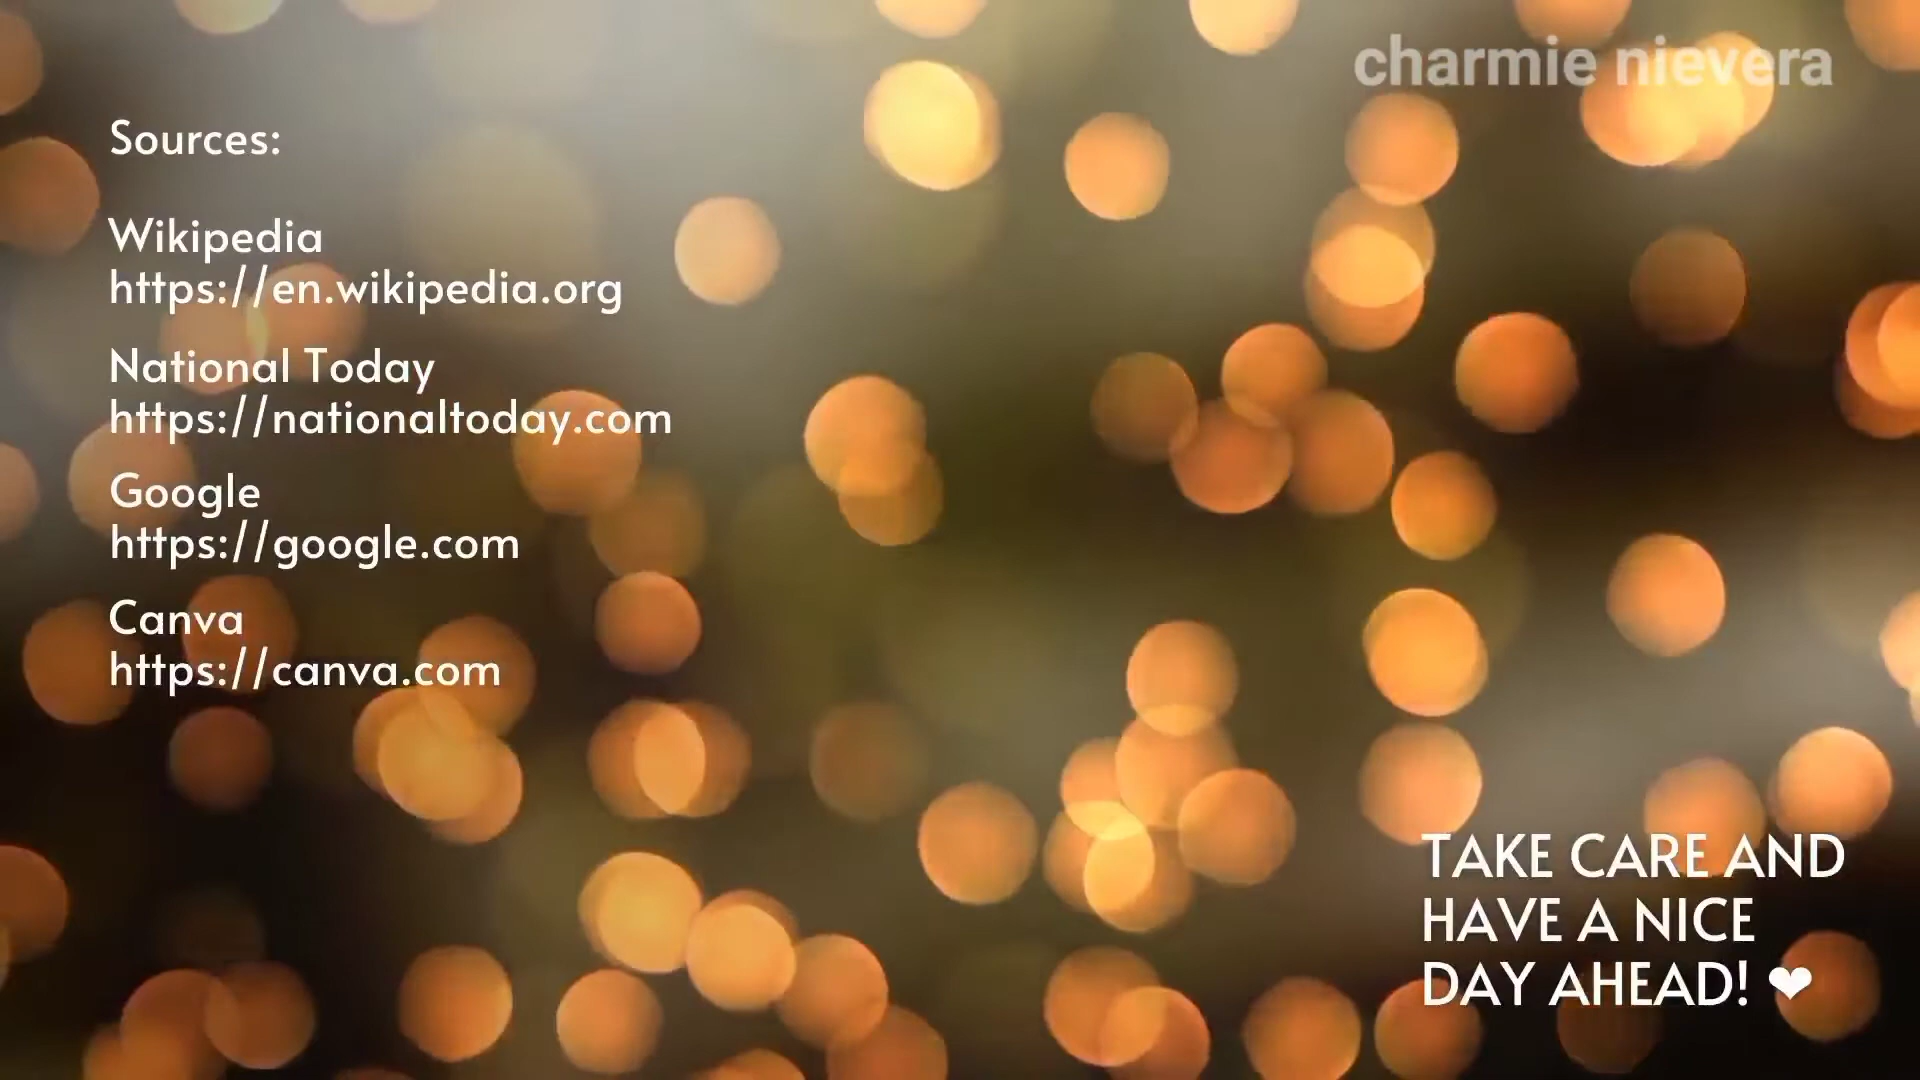 charmie nievera
Sources:
Wikipedia
https://en.wikipedia.org
National Today
https://nationaltoday.com
Google
https://google.com
Canva
https://canva.com
TAKE CARE AND
HAVE A NICE
DAY AHEAD! ❤